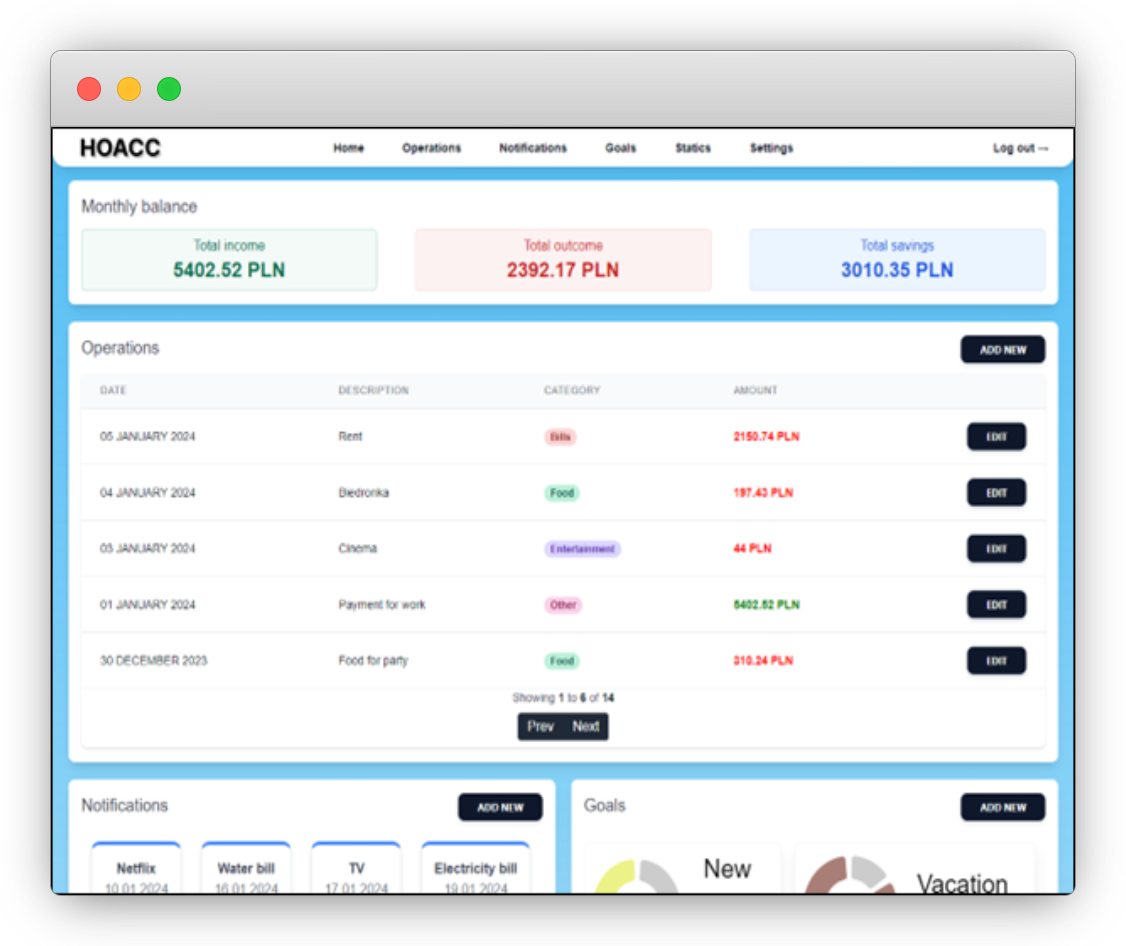 HOACC Home Operations Notifications Goals Statics Settings Log out →
Monthly balance
Total income Total outcome Total savings
5402.52 PLN 2392.17 PLN 3010.35 PLN
Operations ADD NEW
DATE DESCRIPTION CATEGORY AMOUNT
05 JANUARY 2024 Rent Bills 2150.74 PLN EDIT
04 JANUARY 2024 Biedronka Food 197.43 PLN EDIT
03 JANUARY 2024 Cinema Entertainment 44 PLN EDIT
01 JANUARY 2024 Payment for work Other 5402.52 PLN EDIT
30 DECEMBER 2023 Food for party Food 310.24 PLN EDIT
Showing 1 to 6 of 14
Prev Next
Notifications ADD NEW
Netflix Water bill TV Electricity bill
10.01.2024 16.01.2024 17.01.2024 19.01.2024
Goals ADD NEW
New Vacation